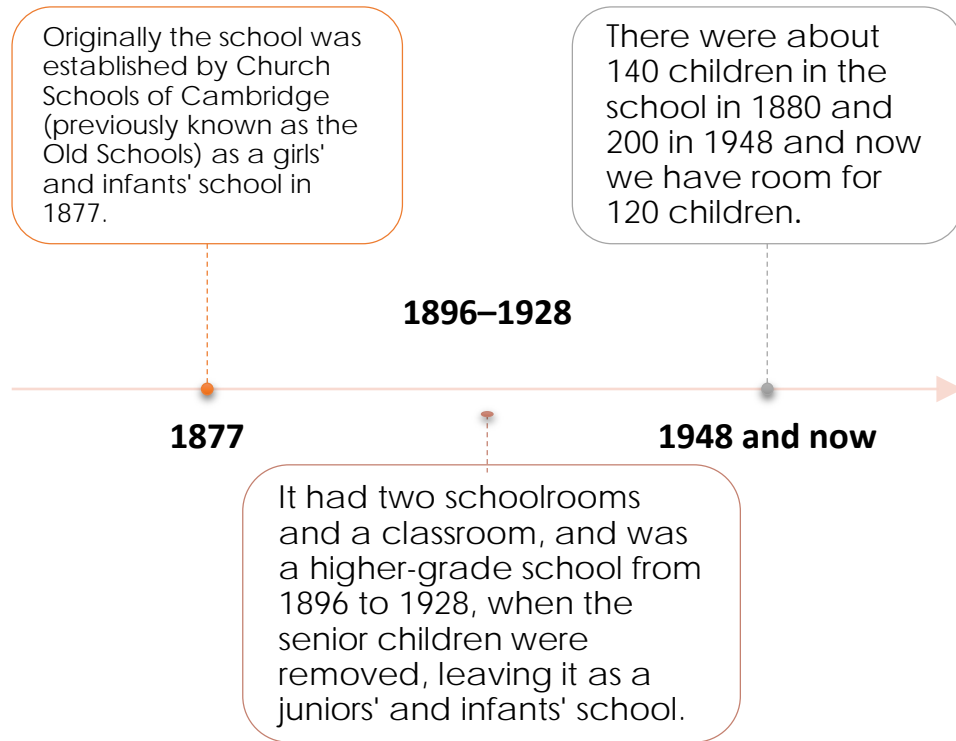 Originally the school was
established by Church
Schools of Cambridge
(previously known as the
Old Schools) as a girls'
and infants' school in
1877.
There were about
140 children in the
school in 1880 and
200 in 1948 and now
we have room for
120 children.
1896–1928
1877
1948 and now
It had two schoolrooms
and a classroom, and was
a higher-grade school from
1896 to 1928, when the
senior children were
removed, leaving it as a
juniors' and infants' school.